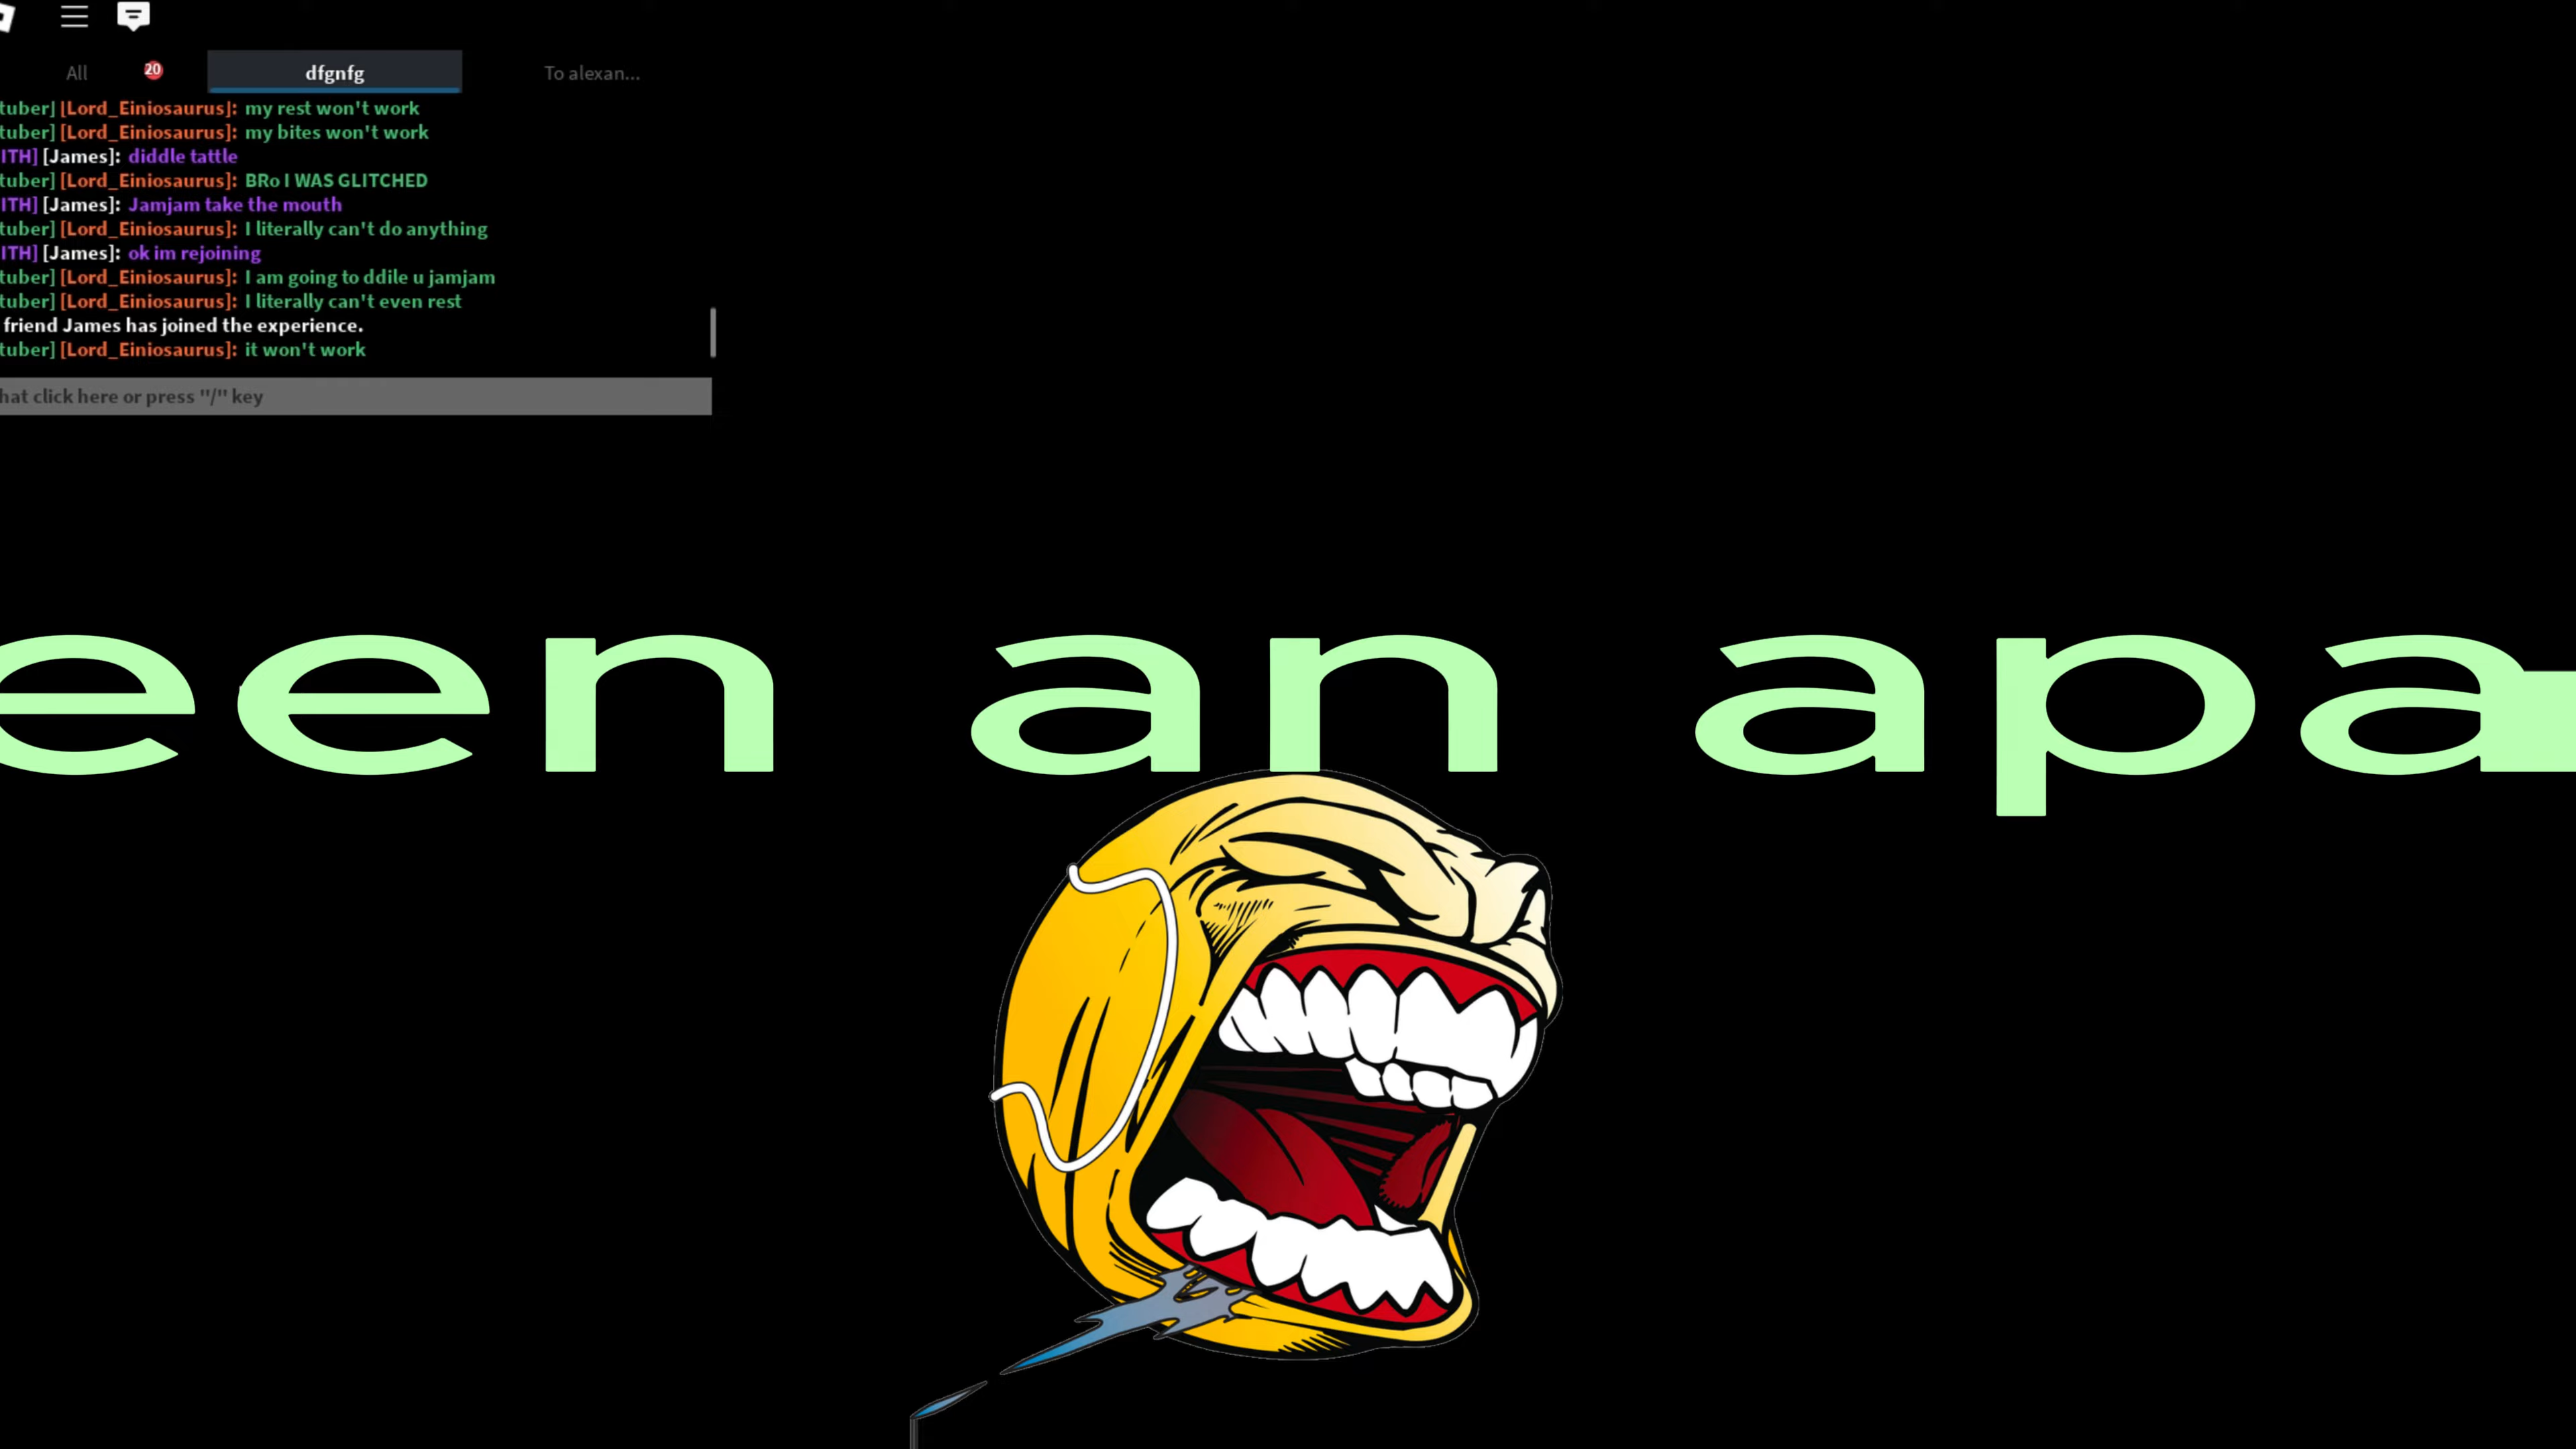 All 20 dfgnfg To alexan...
tuber] [Lord_Einiosaurus]: my rest won't work
tuber] [Lord_Einiosaurus]: my bites won't work
ITH] [James]: diddle tattle
tuber] [Lord_Einiosaurus]: BRo I WAS GLITCHED
ITH] [James]: Jamjam take the mouth
tuber] [Lord_Einiosaurus]: I literally can't do anything
ITH] [James]: ok im rejoining
tuber] [Lord_Einiosaurus]: I am going to ddile u jamjam
tuber] [Lord_Einiosaurus]: I literally can't even rest
friend James has joined the experience.
tuber] [Lord_Einiosaurus]: it won't work
hat click here or press "/" key
een an apa